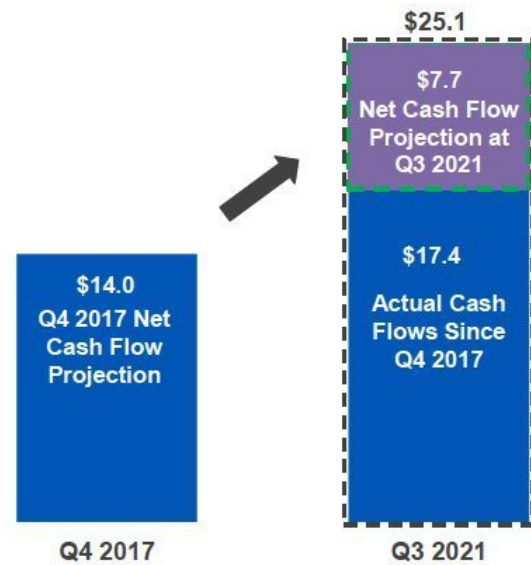 $25.1
$7.7
Net Cash Flow
Projection at
Q3 2021
$17.4
Actual Cash
Flows Since
Q4 2017
$14.0
Q4 2017 Net
Cash Flow
Projection
Q4 2017
Q3 2021